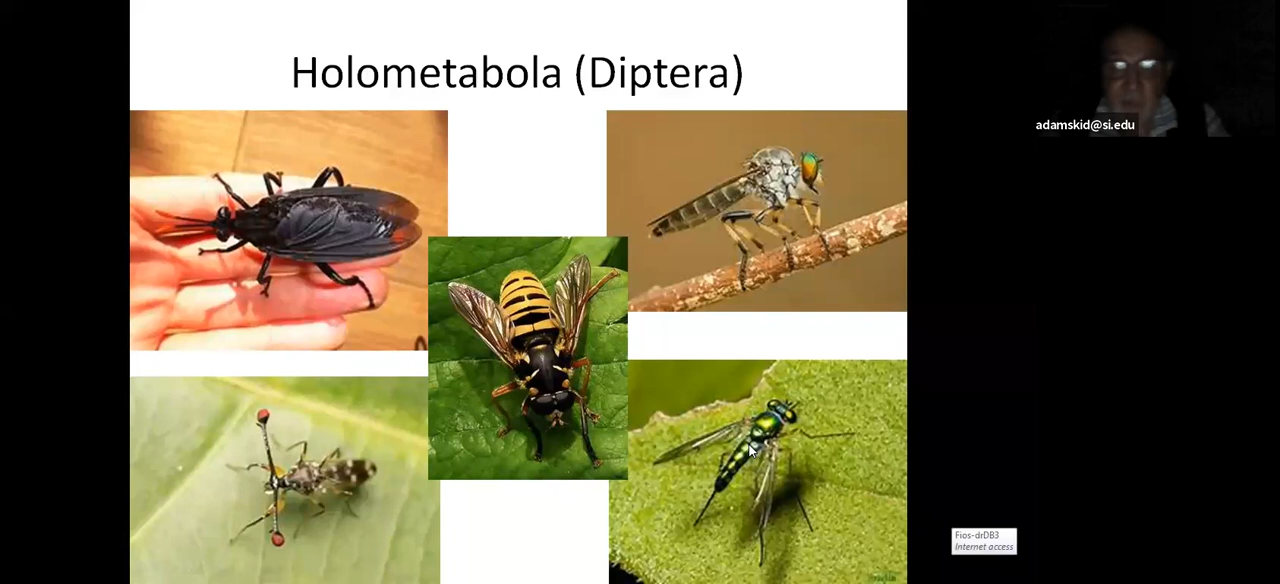 Holometabola (Diptera)
adamskid@si.edu
Fios-drDB3
Internet access